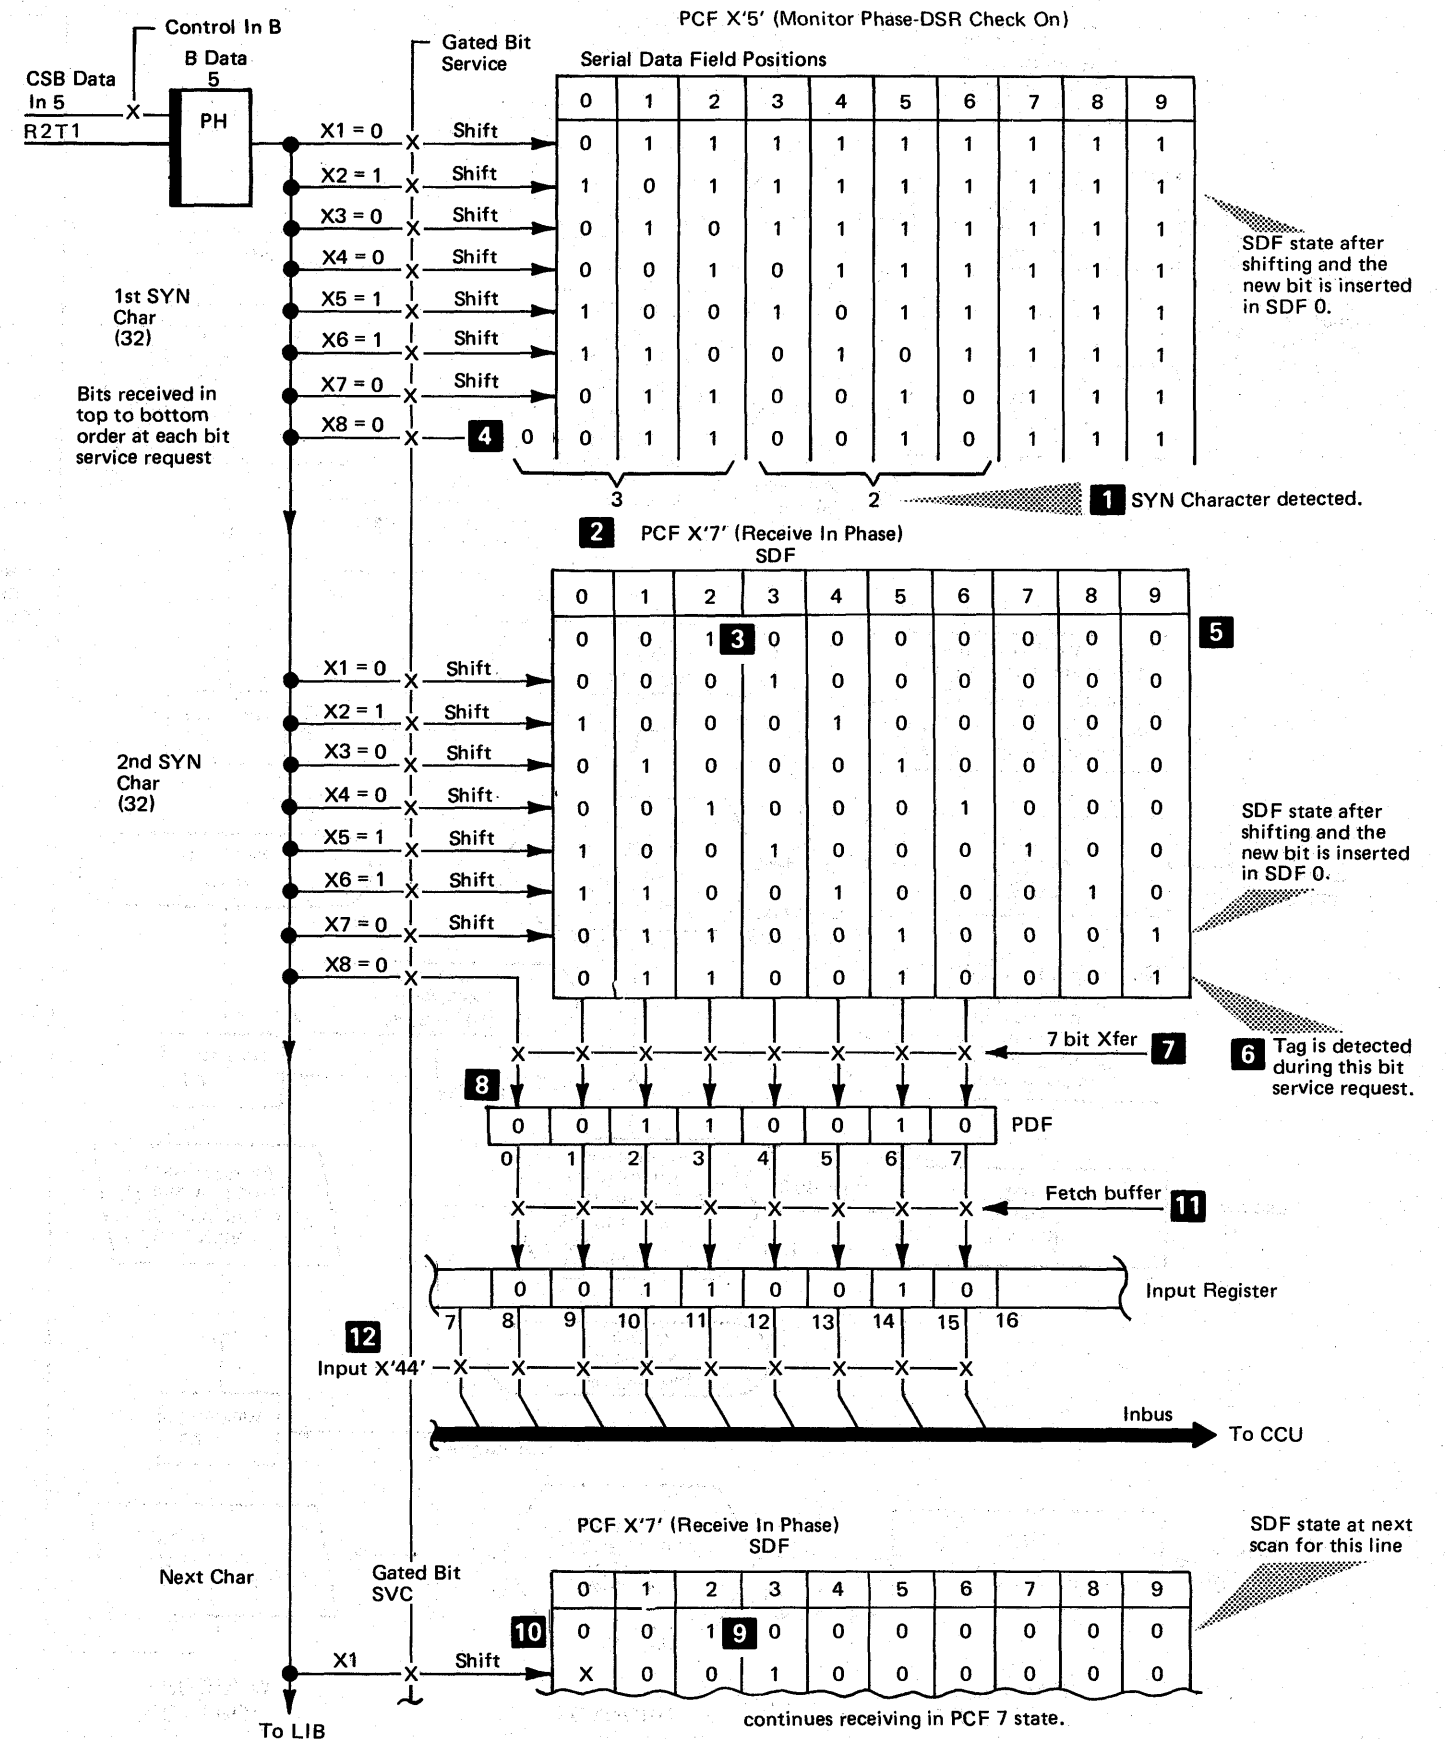 PCF X'5' (Monitor Phase-DSR Check On)
Control In B
B Data
5
Gated Bit
Service
Serial Data Field Positions
CSB Data
In 5
R2T1
PH
0 1 2 3 4 5 6 7 8 9
X1 = 0 X Shift 0 1 1 1 1 1 1 1 1 1
X2 = 1 X Shift 1 0 1 1 1 1 1 1 1 1
X3 = 0 X Shift 0 1 0 1 1 1 1 1 1 1
X4 = 0 X Shift 0 0 1 0 1 1 1 1 1 1
X5 = 1 X Shift 1 0 0 1 0 1 1 1 1 1
X6 = 1 X Shift 1 1 0 0 1 0 1 1 1 1
X7 = 0 X Shift 0 1 1 0 0 1 0 1 1 1
X8 = 0 X 4 0 0 1 1 0 0 1 0 1 1 1
SDF state after
shifting and the
new bit is inserted
in SDF 0.
1st SYN
Char
(32)
Bits received in
top to bottom
order at each bit
service request
3 2
1 SYN Character detected.
2 PCF X'7' (Receive In Phase)
SDF
0 1 2 3 4 5 6 7 8 9
0 0 1 3 0 0 0 0 0 0 0 5
X1 = 0 X Shift 0 0 0 1 0 0 0 0 0 0
X2 = 1 X Shift 1 0 0 0 1 0 0 0 0 0
X3 = 0 X Shift 0 1 0 0 0 1 0 0 0 0
X4 = 0 X Shift 0 0 1 0 0 0 1 0 0 0
X5 = 1 X Shift 1 0 0 1 0 0 0 1 0 0
X6 = 1 X Shift 1 1 0 0 1 0 0 0 1 0
X7 = 0 X Shift 0 1 1 0 0 1 0 0 0 1
X8 = 0 X 0 1 1 0 0 1 0 0 0 1
2nd SYN
Char
(32)
SDF state after
shifting and the
new bit is inserted
in SDF 0.
X X X X X X X X 7 bit Xfer 7
6 Tag is detected
during this bit
service request.
8
0 0 1 1 0 0 1 0 PDF
0 1 2 3 4 5 6 7
X X X X X X X X Fetch buffer 11
0 0 1 1 0 0 1 0 Input Register
7 8 9 10 11 12 13 14 15 16
12
Input X'44' X X X X X X X X X
Inbus
To CCU
PCF X'7' (Receive In Phase)
SDF
SDF state at next
scan for this line
Next Char
Gated Bit
SVC
0 1 2 3 4 5 6 7 8 9
10 0 0 1 9 0 0 0 0 0 0 0
X1 X Shift X 0 0 1 0 0 0 0 0 0
continues receiving in PCF 7 state.
To LIB